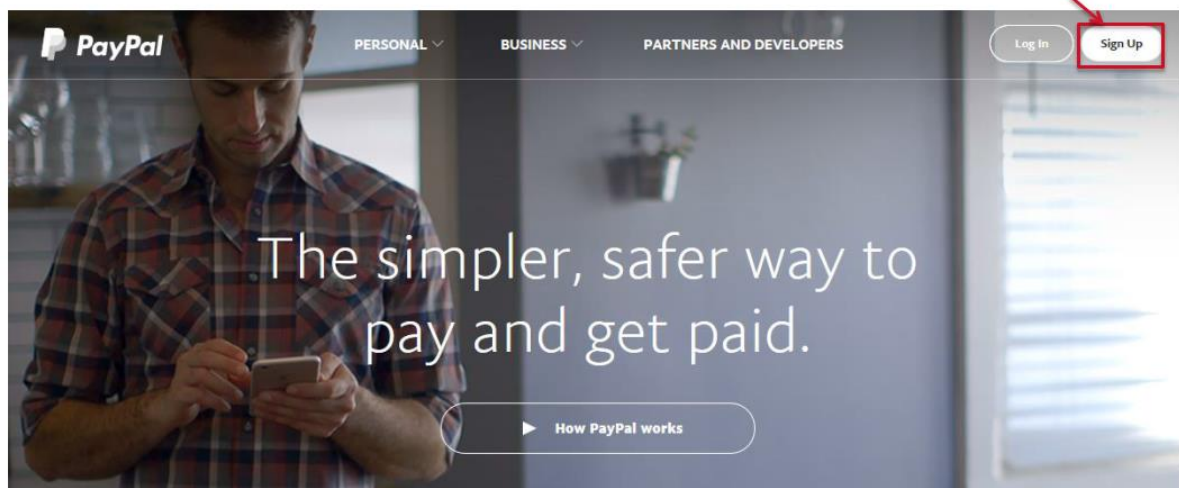 PayPal
PERSONAL
BUSINESS
PARTNERS AND DEVELOPERS
Log In
Sign Up
The simpler, safer way to
pay and get paid.
How PayPal works